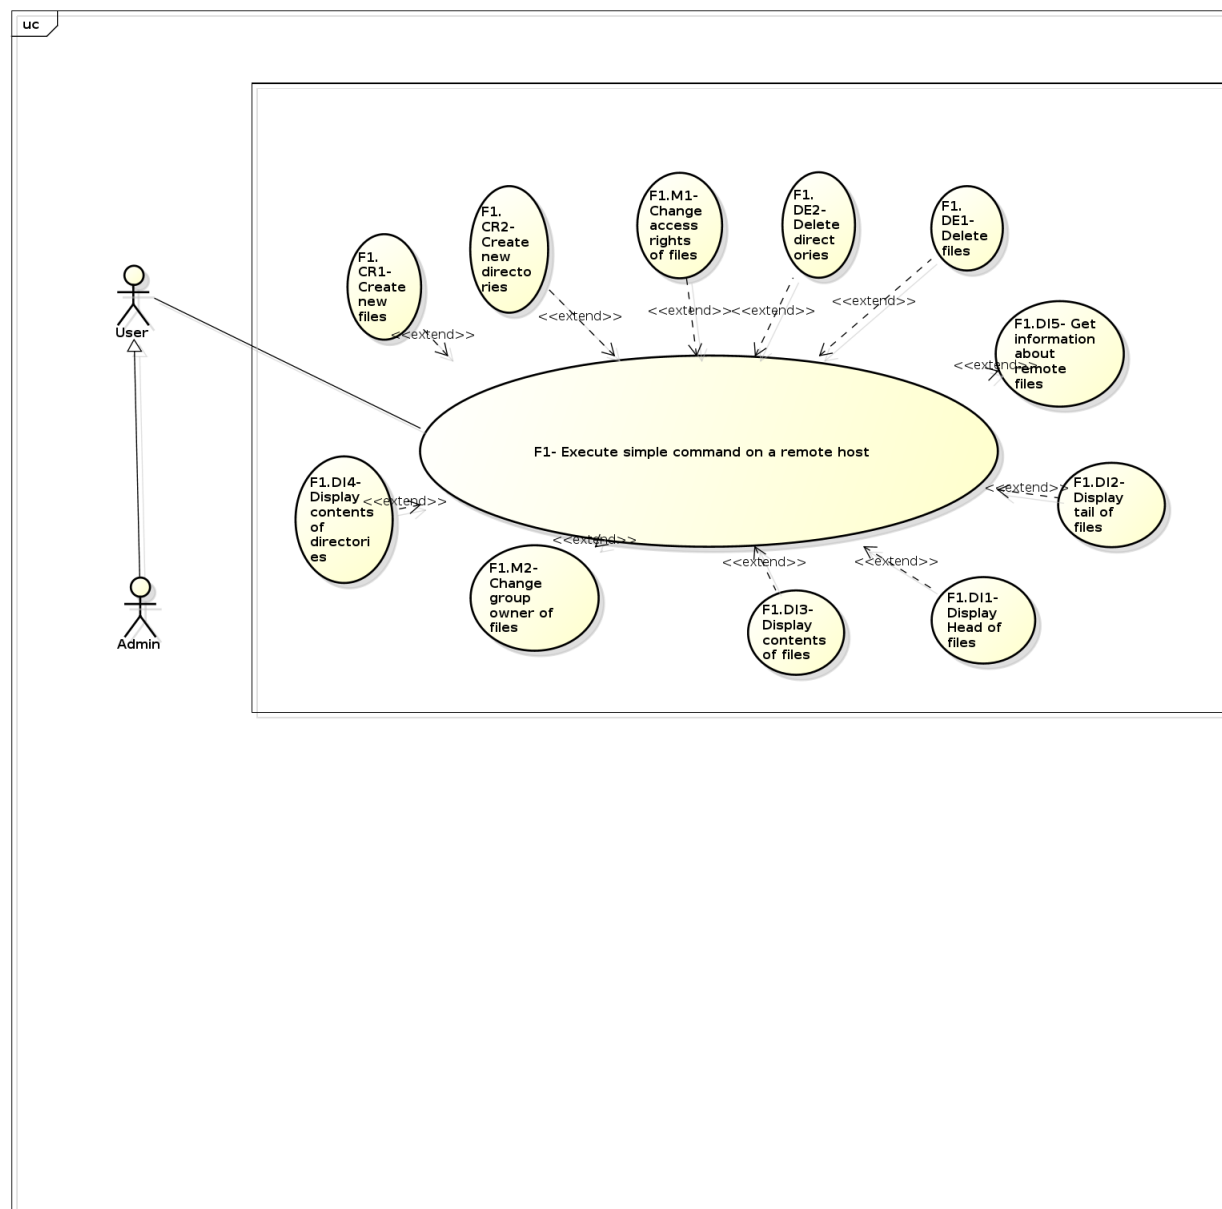 uc
F1.M1-
Change
access
rights
of files
F1.
DE2-
Delete
direct
ories
F1.
DE1-
Delete
files
F1.
CR2-
Create
new
directo
ries
F1.
CR1-
Create
new
files
<<extend>>
<<extend>>
<<extend>>
<<extend>>
<<extend>>
User
F1.DI5- Get
information
about
remote
files
<<extend>>
F1- Execute simple command on a remote host
F1.DI4-
Display
contents
of
directori
es
<<extend>>
<<extend>>
F1.DI2-
Display
tail of
files
<<extend>>
<<extend>>
<<extend>>
F1.M2-
Change
group
owner of
files
F1.DI3-
Display
contents
of files
F1.DI1-
Display
Head of
files
Admin